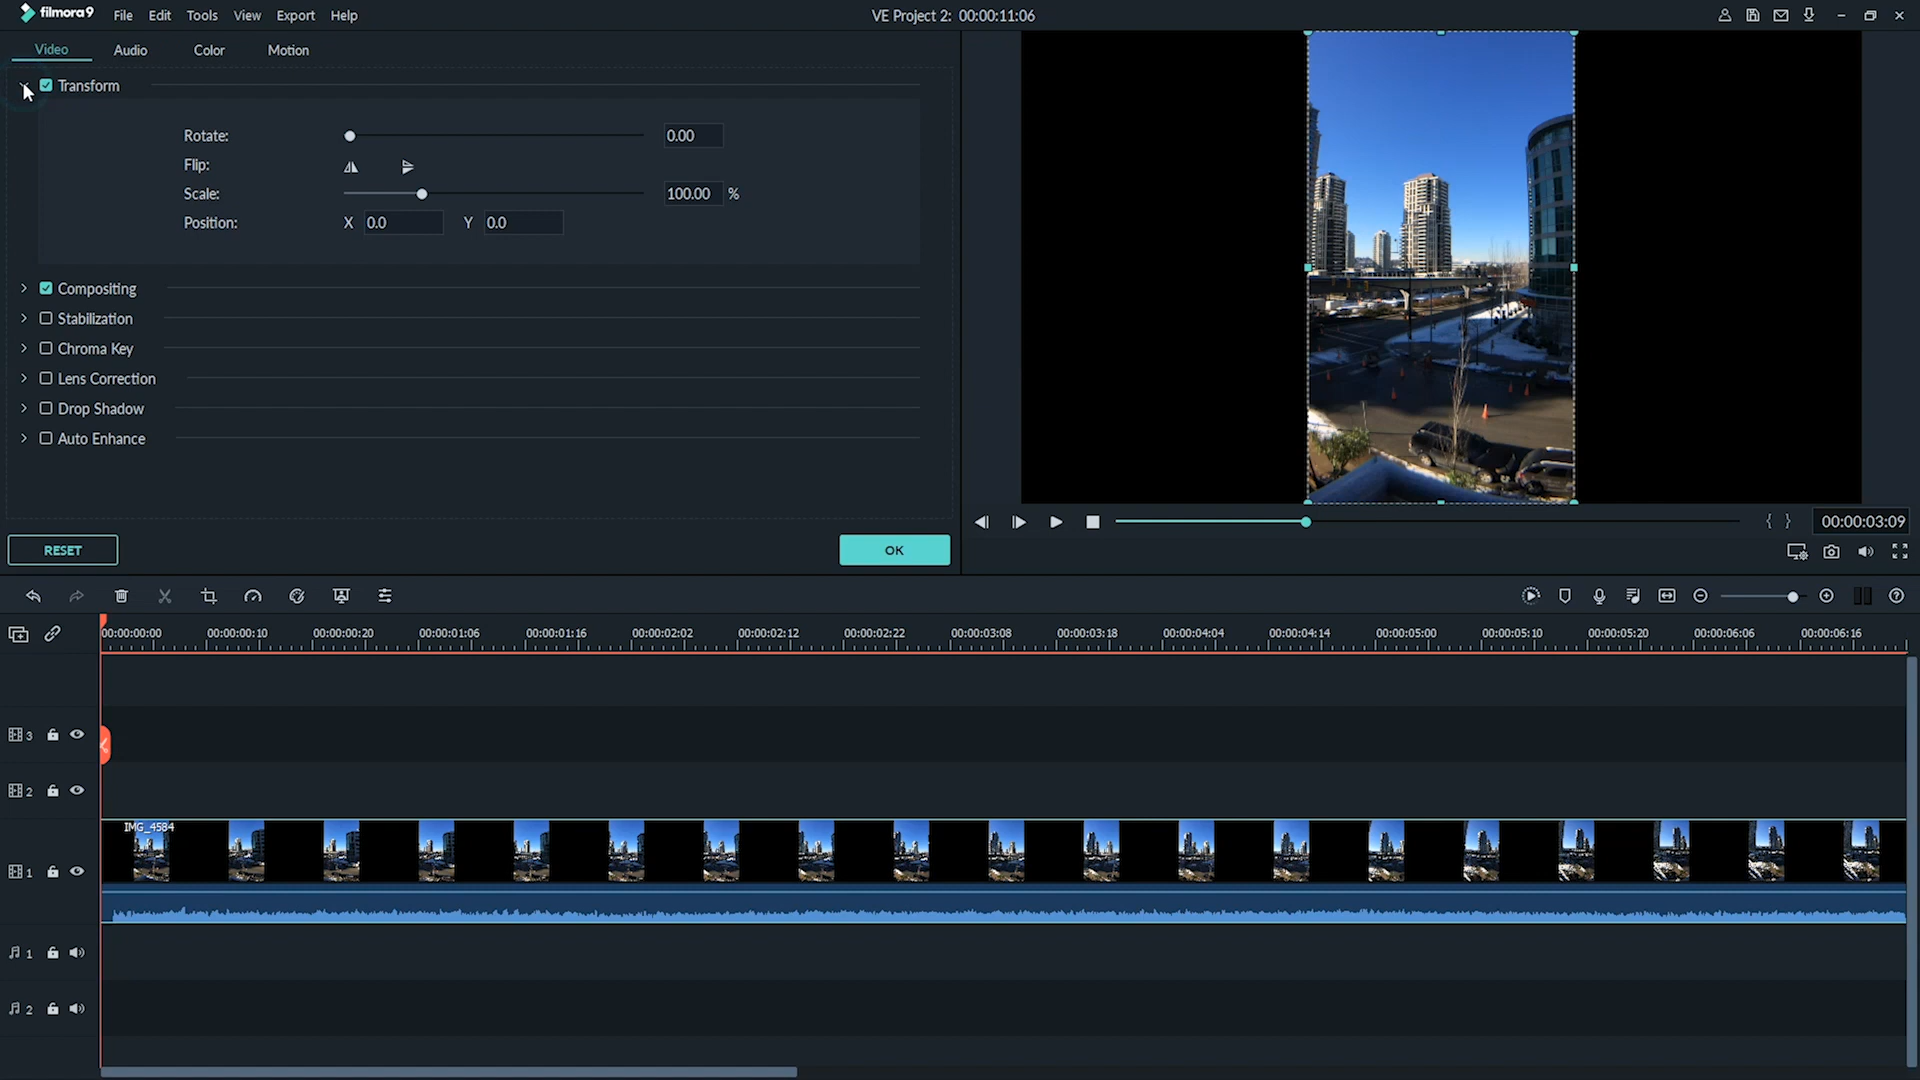 filmora9 File Edit Tools View Export Help VE Project 2: 00:00:11:06
Video Audio Color Motion
Transform
Rotate: 0.00
Flip:
Scale: 100.00 %
Position: X 0.0 Y 0.0
Compositing
Stabilization
Chroma Key
Lens Correction
Drop Shadow
Auto Enhance
RESET OK
{ } 00:00:03:09
00:00:00:00 00:00:00:10 00:00:00:20 00:00:01:06 00:00:01:16 00:00:02:02 00:00:02:12 00:00:02:22 00:00:03:08 00:00:03:18 00:00:04:04 00:00:04:14 00:00:05:00 00:00:05:10 00:00:05:20 00:00:06:06 00:00:06:16
3
2
IMG_4584
1
1
2